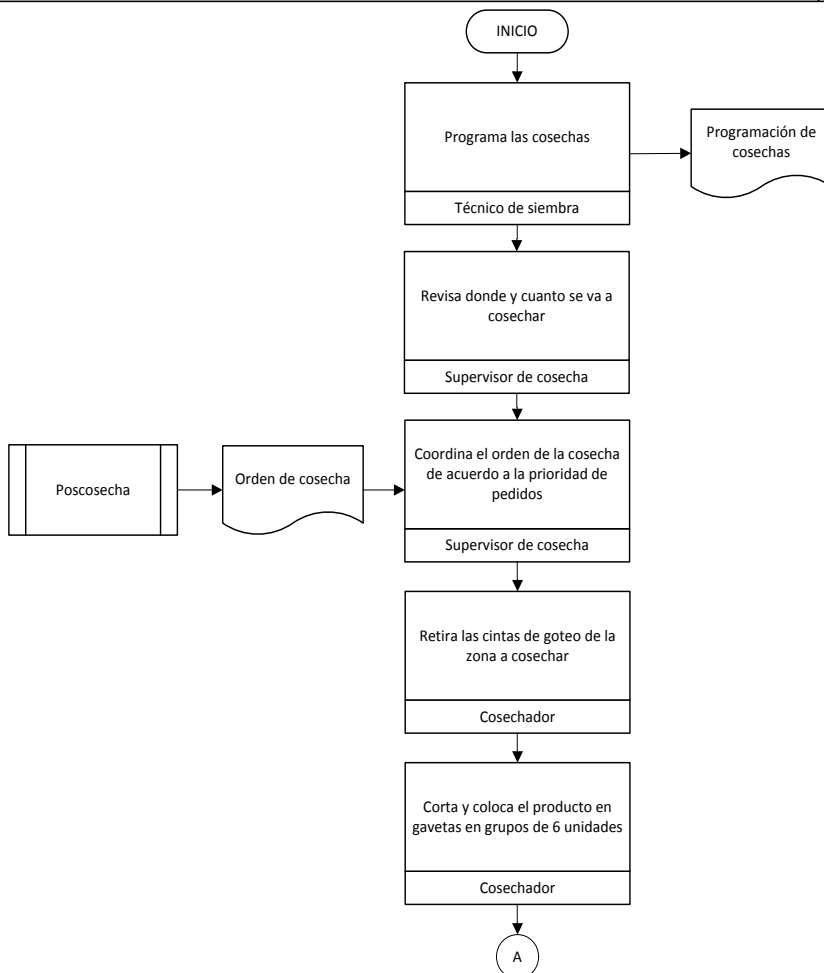 INICIO
Programa las cosechas
Técnico de siembra
Programación de
cosechas
Revisa donde y cuanto se va a
cosechar
Supervisor de cosecha
Poscosecha
Orden de cosecha
Coordina el orden de la cosecha
de acuerdo a la prioridad de
pedidos
Supervisor de cosecha
Retira las cintas de goteo de la
zona a cosechar
Cosechador
Corta y coloca el producto en
gavetas en grupos de 6 unidades
Cosechador
A